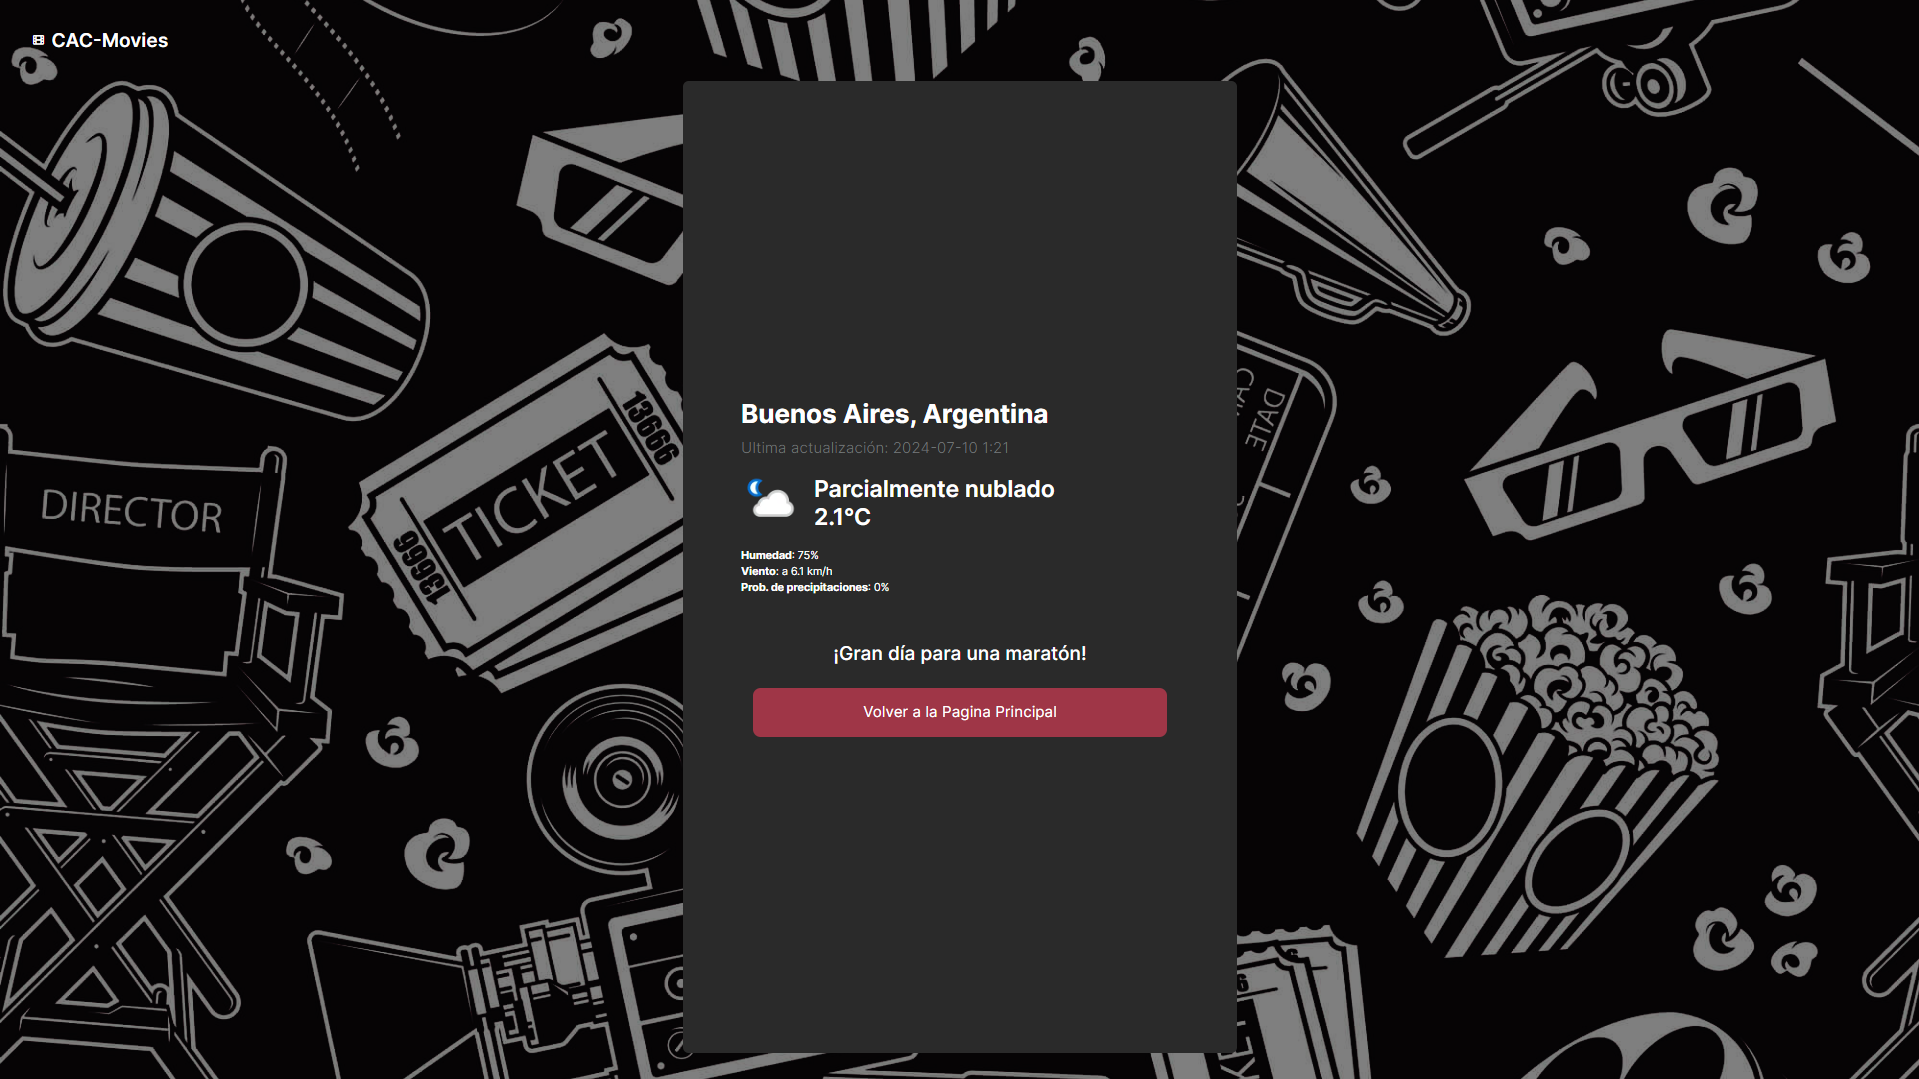 CAC-Movies
Buenos Aires, Argentina
Ultima actualización: 2024-07-10 1:21
Parcialmente nublado
2.1°C
Humedad: 75%
Viento: a 6.1 km/h
Prob. de precipitaciones: 0%
¡Gran día para una maratón!
Volver a la Pagina Principal
DIRECTOR
13666
TICKET
13666
DATE